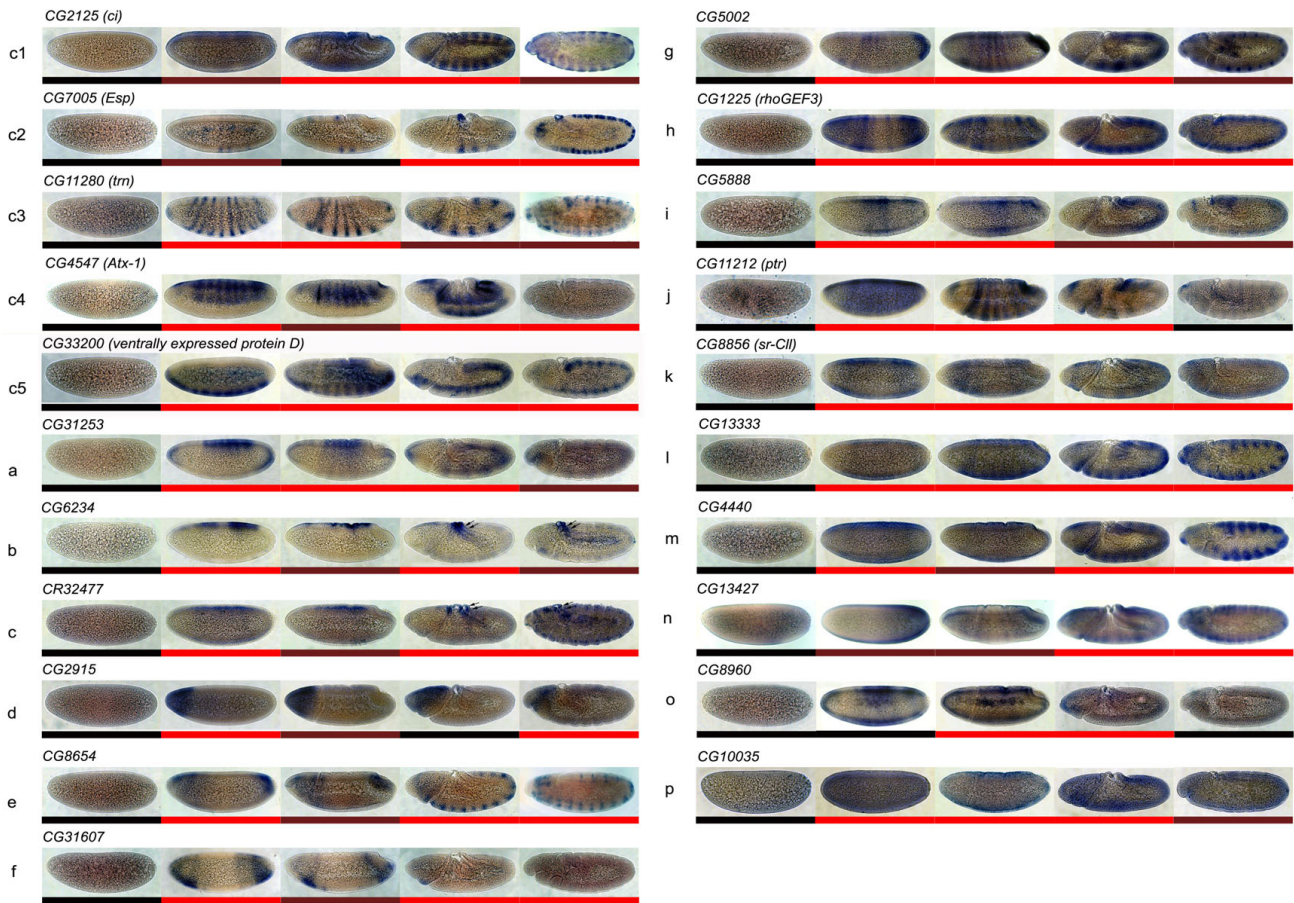 CG2125 (ci)
c1
CG7005 (Esp)
c2
CG11280 (trn)
c3
CG4547 (Atx-1)
c4
CG33200 (ventrally expressed protein D)
c5
CG31253
a
CG6234
b
CR32477
c
CG2915
d
CG8654
e
CG31607
f
CG5002
g
CG1225 (rhoGEF3)
h
CG5888
i
CG11212 (ptr)
j
CG8856 (sr-CII)
k
CG13333
l
CG4440
m
CG13427
n
CG8960
o
CG10035
p